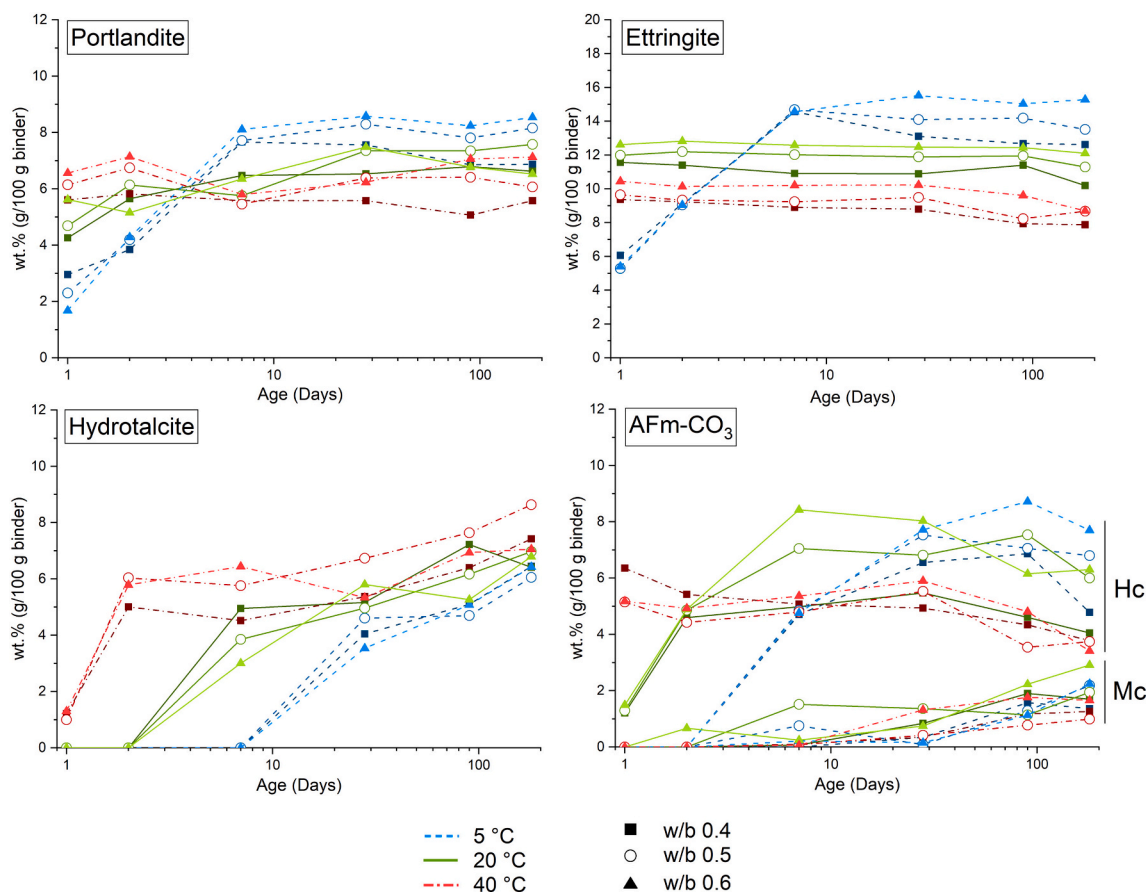 Portlandite
wt.% (g/100 g binder)
12
10
8
6
4
2
0
1
10
100
Age (Days)
Ettringite
wt.% (g/100 g binder)
20
18
16
14
12
10
8
6
4
2
0
1
10
100
Age (Days)
Hydrotalcite
wt.% (g/100 g binder)
12
10
8
6
4
2
0
1
10
100
Age (Days)
AFm-CO₃
wt.% (g/100 g binder)
12
10
8
6
4
2
0
1
10
100
Age (Days)
Hc
Mc
5 °C
20 °C
40 °C
w/b 0.4
w/b 0.5
w/b 0.6